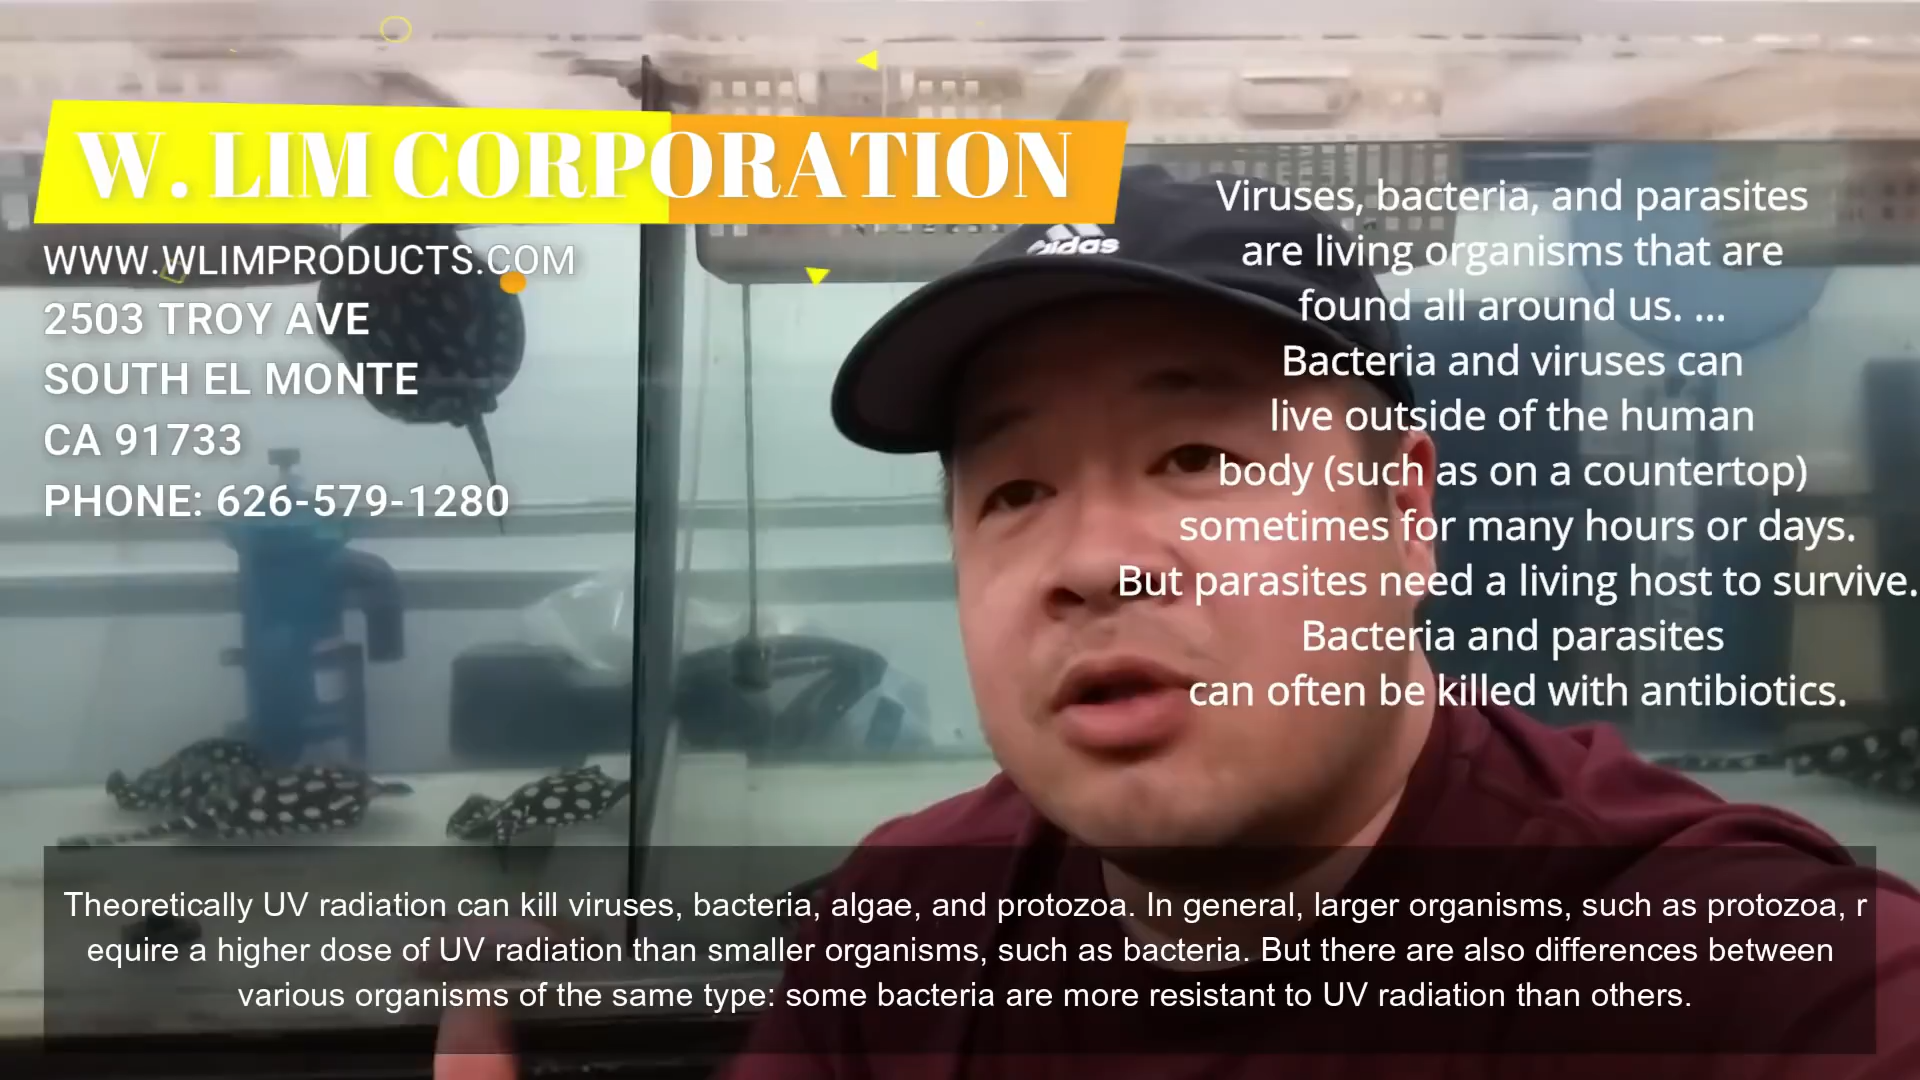 W. LIM CORPORATION
WWW.WLIMPRODUCTS.COM
2503 TROY AVE
SOUTH EL MONTE
CA 91733
PHONE: 626-579-1280
adidas
Viruses, bacteria, and parasites
are living organisms that are
found all around us. ...
Bacteria and viruses can
live outside of the human
body (such as on a countertop)
sometimes for many hours or days.
But parasites need a living host to survive.
Bacteria and parasites
can often be killed with antibiotics.
Theoretically UV radiation can kill viruses, bacteria, algae, and protozoa. In general, larger organisms, such as protozoa, r
equire a higher dose of UV radiation than smaller organisms, such as bacteria. But there are also differences between
various organisms of the same type: some bacteria are more resistant to UV radiation than others.